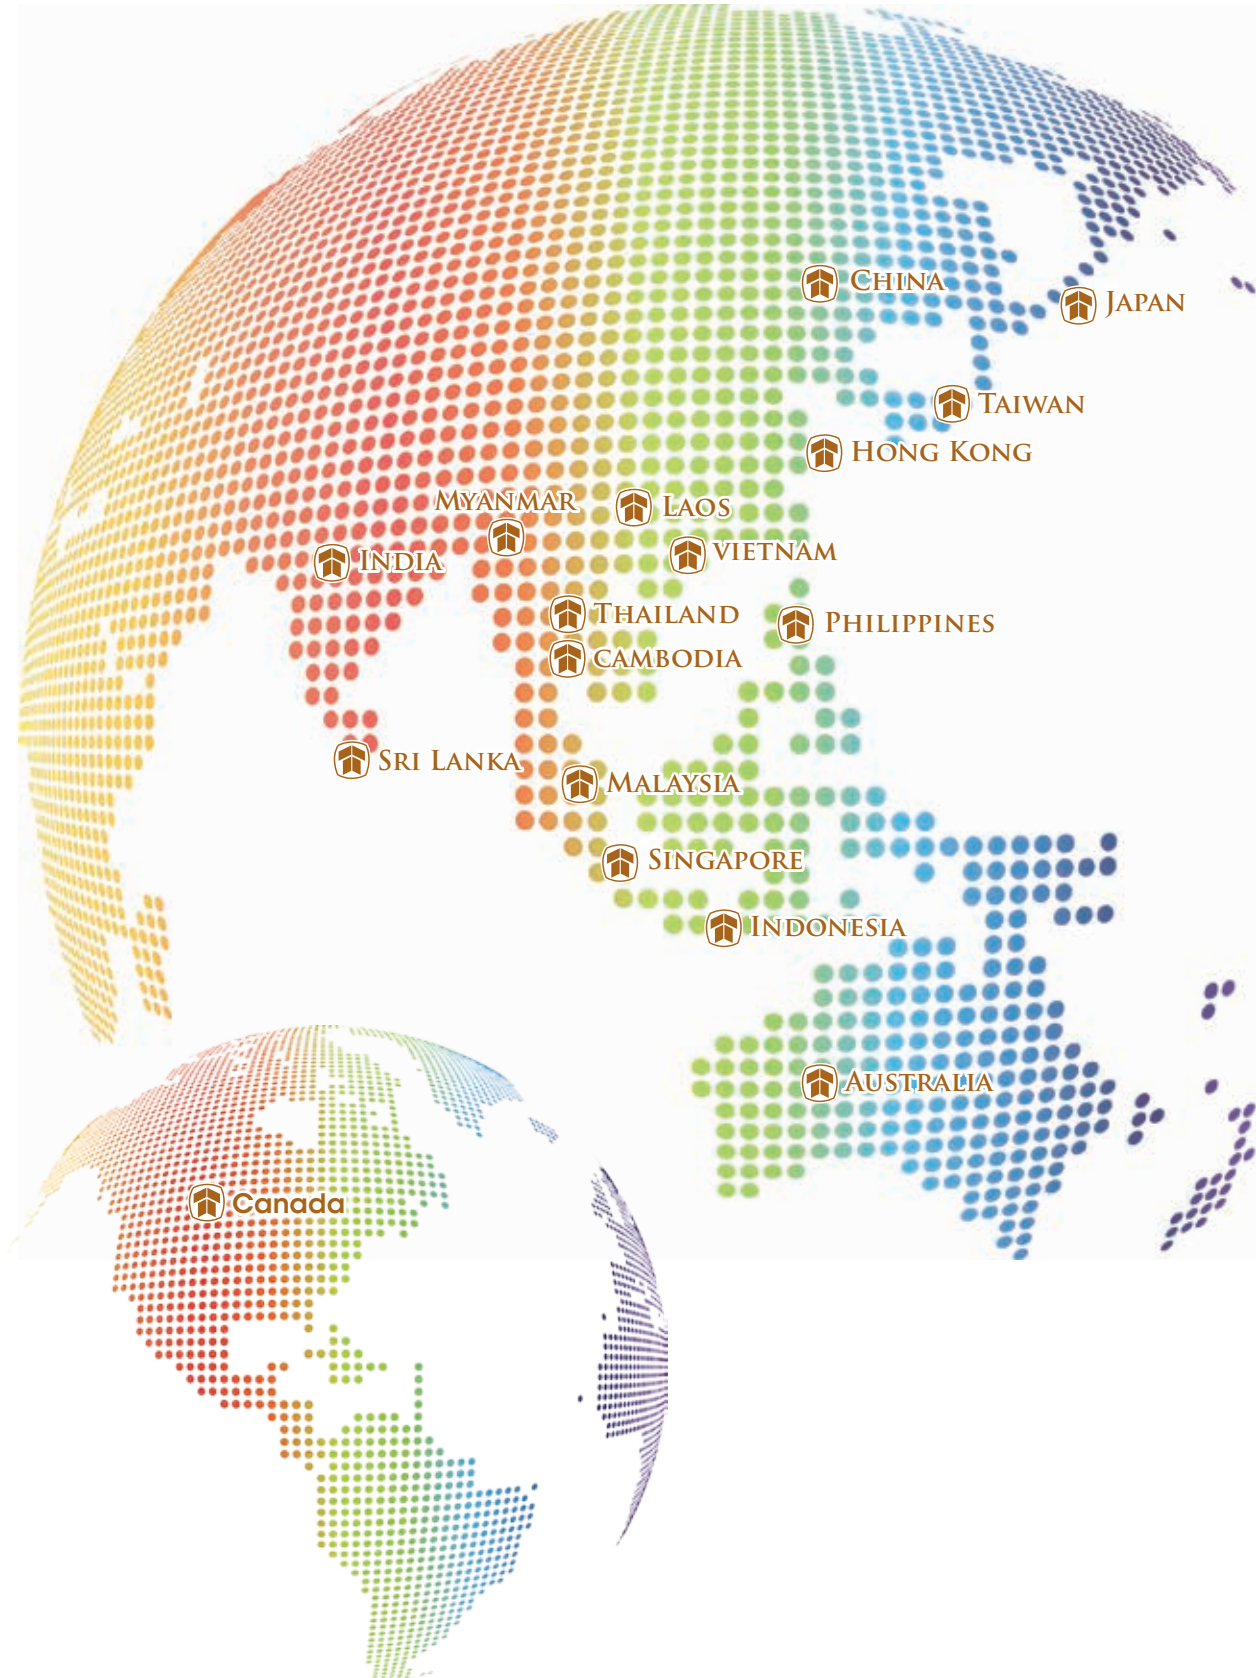 CHINA
JAPAN
TAIWAN
HONG KONG
MYANMAR
LAOS
VIETNAM
INDIA
THAILAND
PHILIPPINES
CAMBODIA
SRI LANKA
MALAYSIA
SINGAPORE
INDONESIA
AUSTRALIA
Canada